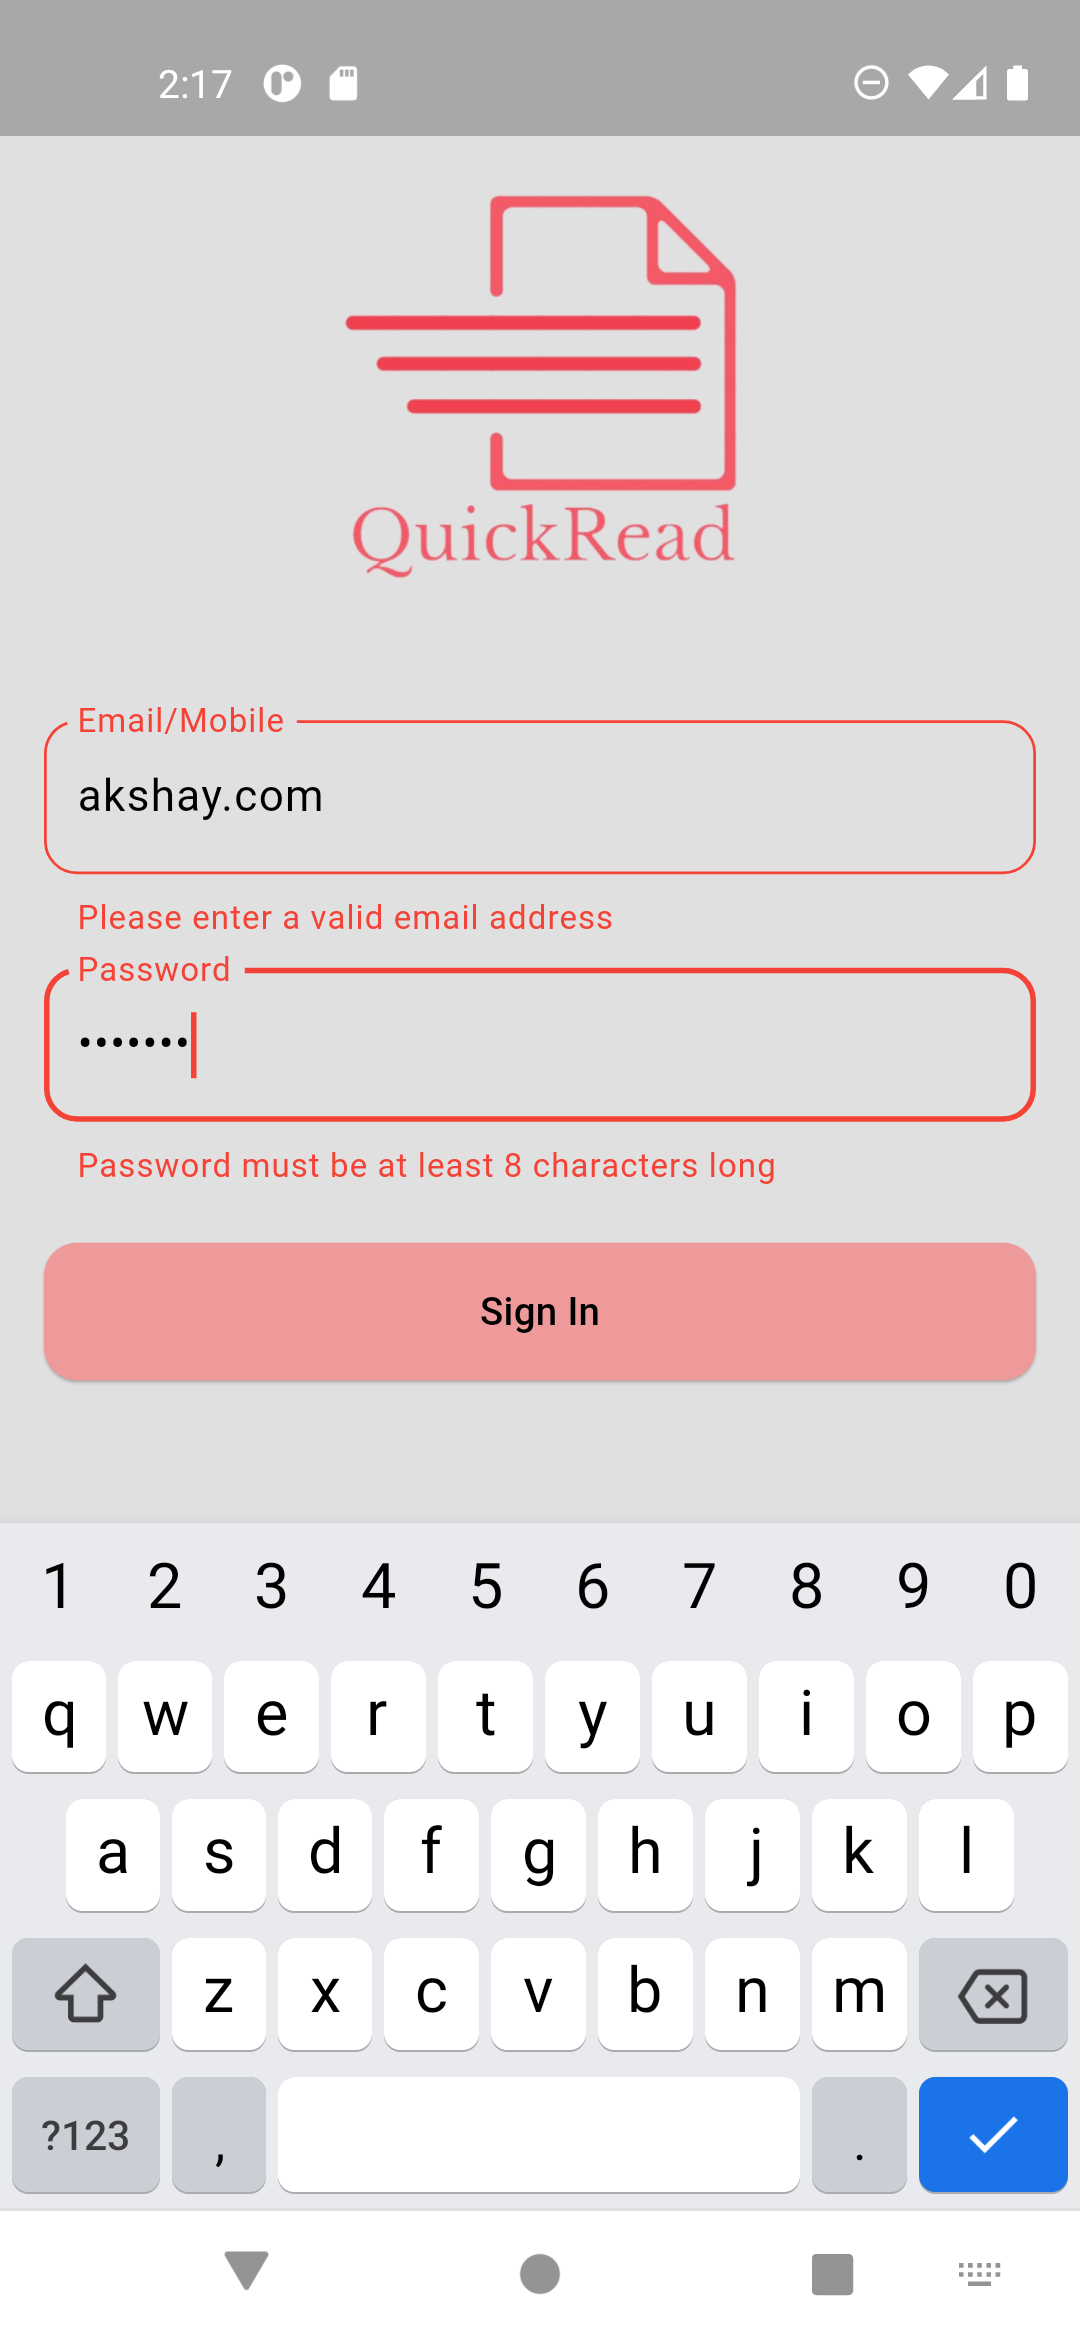 2:17
QuickRead
Email/Mobile
akshay.com
Please enter a valid email address
Password
•••••••
Password must be at least 8 characters long
Sign In
1 2 3 4 5 6 7 8 9 0
q w e r t y u i o p
a s d f g h j k l
z x c v b n m
?123 , .